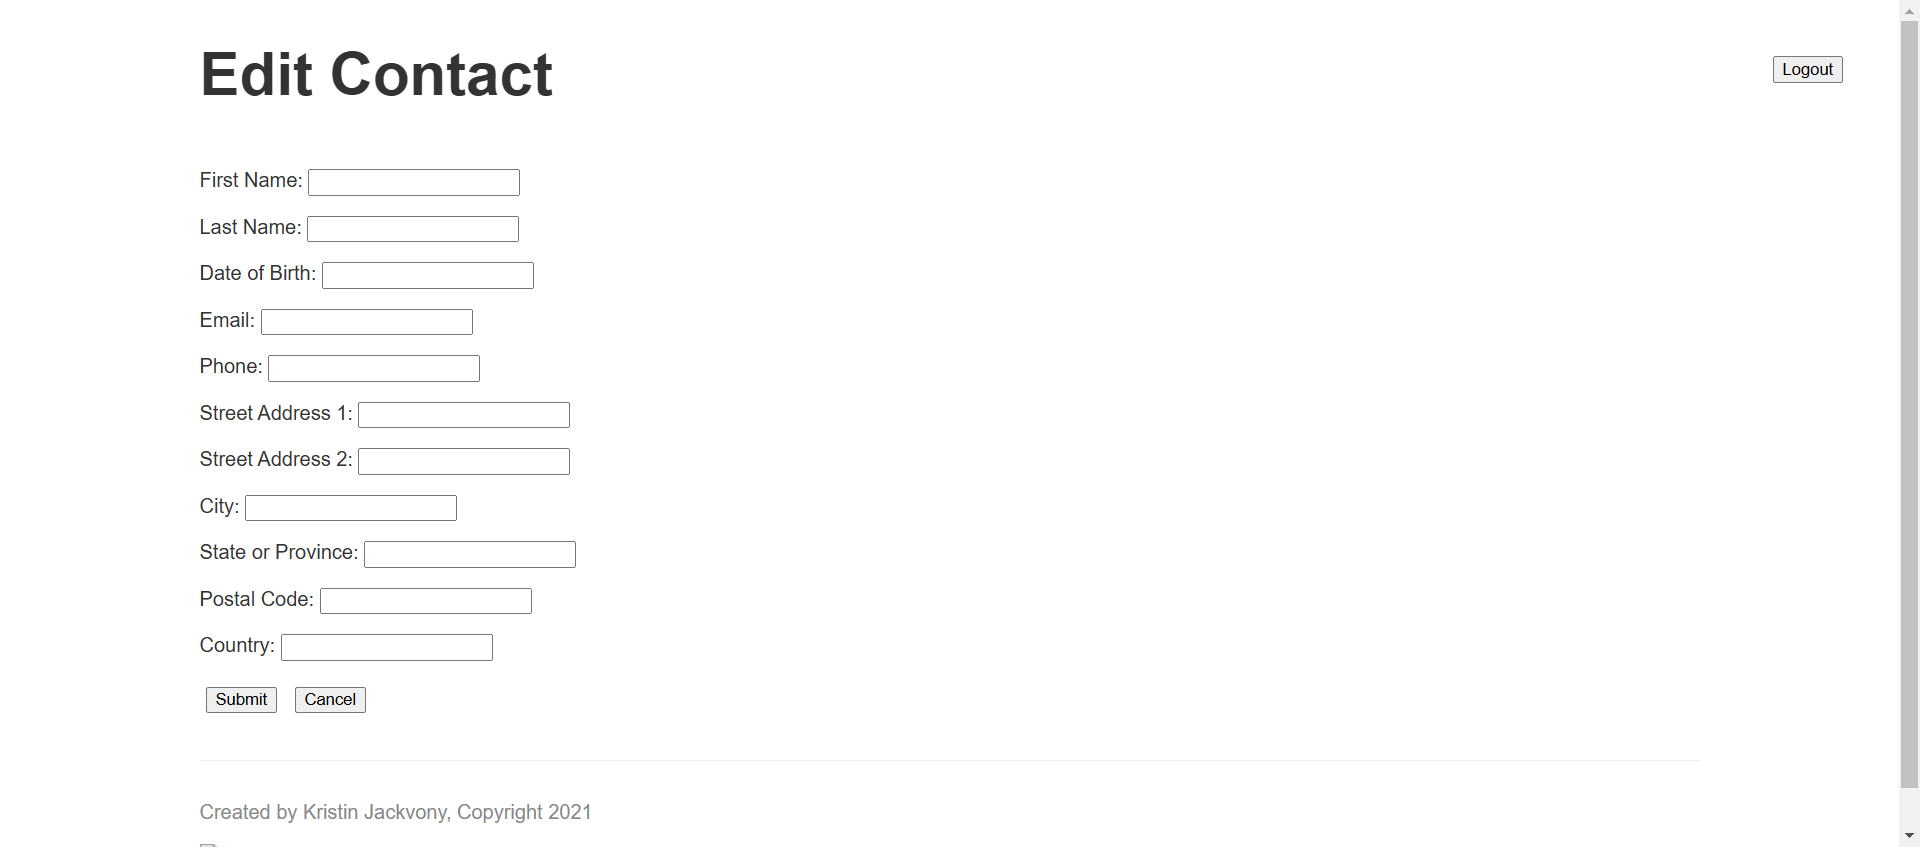 Edit Contact
Logout
First Name:
Last Name:
Date of Birth:
Email:
Phone:
Street Address 1:
Street Address 2:
City:
State or Province:
Postal Code:
Country:
Submit Cancel
Created by Kristin Jackvony, Copyright 2021